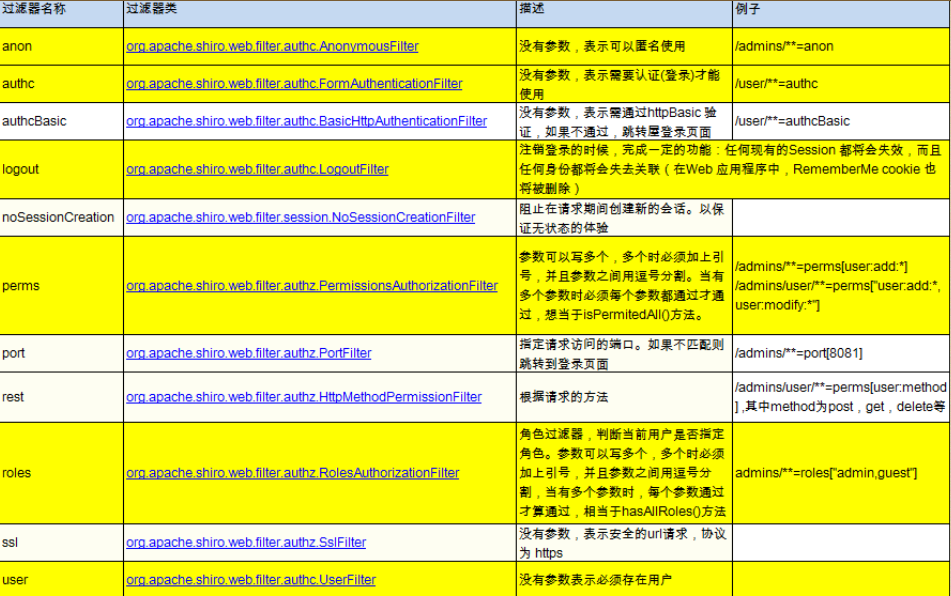 过滤器名称 过滤器类 描述 例子
anon org.apache.shiro.web.filter.authc.AnonymousFilter 没有参数，表示可以匿名使用 /admins/**=anon
authc org.apache.shiro.web.filter.authc.FormAuthenticationFilter 没有参数，表示需要认证(登录)才能
使用 /user/**=authc
authcBasic org.apache.shiro.web.filter.authc.BasicHttpAuthenticationFilter 没有参数，表示需通过httpBasic 验
证，如果不通过，跳转屋登录页面 /user/**=authcBasic
logout org.apache.shiro.web.filter.authc.LogoutFilter 注销登录的时候，完成一定的功能：任何现有的Session 都将会失效，而且
任何身份都将会失去关联（在Web 应用程序中，RememberMe cookie 也
将被删除）
noSessionCreation org.apache.shiro.web.filter.session.NoSessionCreationFilter 阻止在请求期间创建新的会话。以保
证无状态的体验
perms org.apache.shiro.web.filter.authz.PermissionsAuthorizationFilter 参数可以写多个，多个时必须加上引
号，并且参数之间用逗号分割。当有
多个参数时必须每个参数都通过才通
过，想当于isPermitedAll()方法。
/admins/**=perms[user:add:*]
/admins/user/**=perms["user:add:*,
user:modify:*"]
port org.apache.shiro.web.filter.authz.PortFilter 指定请求访问的端口。如果不匹配则
跳转到登录页面 /admins/**=port[8081]
rest org.apache.shiro.web.filter.authz.HttpMethodPermissionFilter 根据请求的方法 /admins/user/**=perms[user:method
] ,其中method为post，get，delete等
roles org.apache.shiro.web.filter.authz.RolesAuthorizationFilter 角色过滤器，判断当前用户是否指定
角色。参数可以写多个，多个时必须
加上引号，并且参数之间用逗号分
割，当有多个参数时，每个参数通过
才算通过，相当于hasAllRoles()方法
admins/**=roles["admin,guest"]
ssl org.apache.shiro.web.filter.authz.SslFilter 没有参数，表示安全的url请求，协议
为 https
user org.apache.shiro.web.filter.authc.UserFilter 没有参数表示必须存在用户